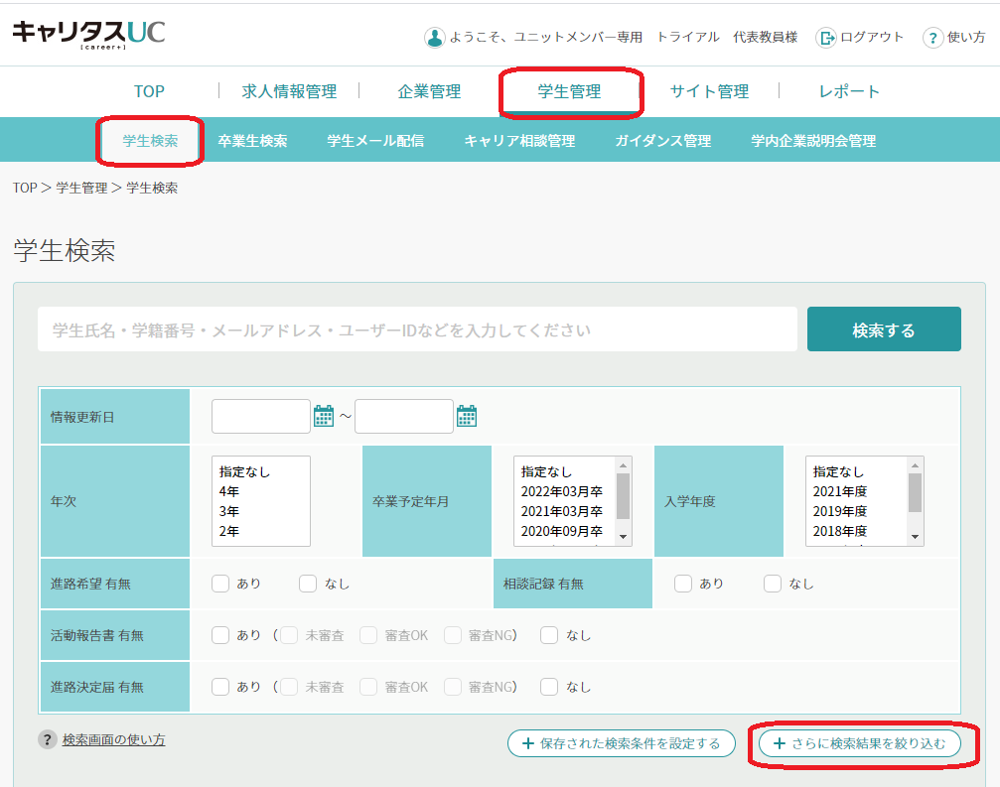 キャリタスUC
[career+]
ようこそ、ユニットメンバー専用 トライアル 代表教員様 ログアウト ? 使い方
TOP 求人情報管理 企業管理 学生管理 サイト管理 レポート
学生検索 卒業生検索 学生メール配信 キャリア相談管理 ガイダンス管理 学内企業説明会管理
TOP > 学生管理 > 学生検索
学生検索
学生氏名・学籍番号・メールアドレス・ユーザーIDなどを入力してください 検索する
情報更新日 ～
年次 指定なし 4年 3年 2年 卒業予定年月 指定なし 2022年03月卒 2021年03月卒 2020年09月卒 入学年度 指定なし 2021年度 2019年度 2018年度
進路希望 有無 あり なし 相談記録 有無 あり なし
活動報告書 有無 あり ( 未審査 審査OK 審査NG) なし
進路決定届 有無 あり ( 未審査 審査OK 審査NG) なし
? 検索画面の使い方 + 保存された検索条件を設定する + さらに検索結果を絞り込む